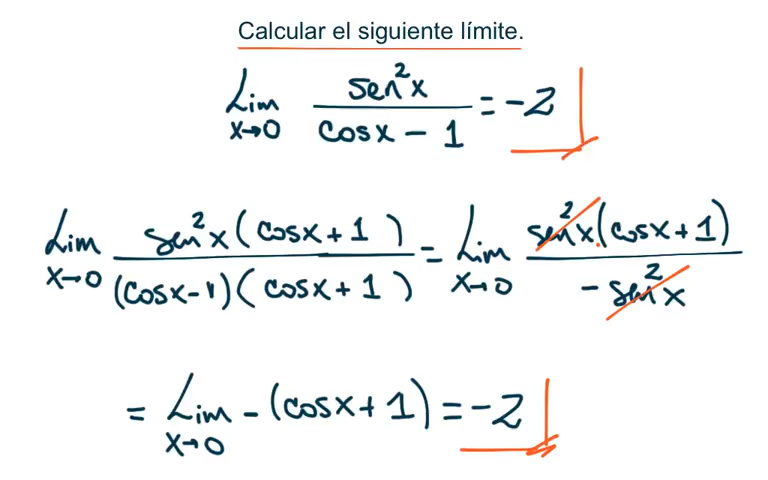 Calcular el siguiente límite.
Lim x→0 sen²x / (cosx − 1) = −2
Lim x→0 sen²x (cosx + 1) / (cosx − 1)(cosx + 1) = Lim x→0 sen²x (cosx + 1) / −sen²x
= Lim x→0 −(cosx + 1) = −2